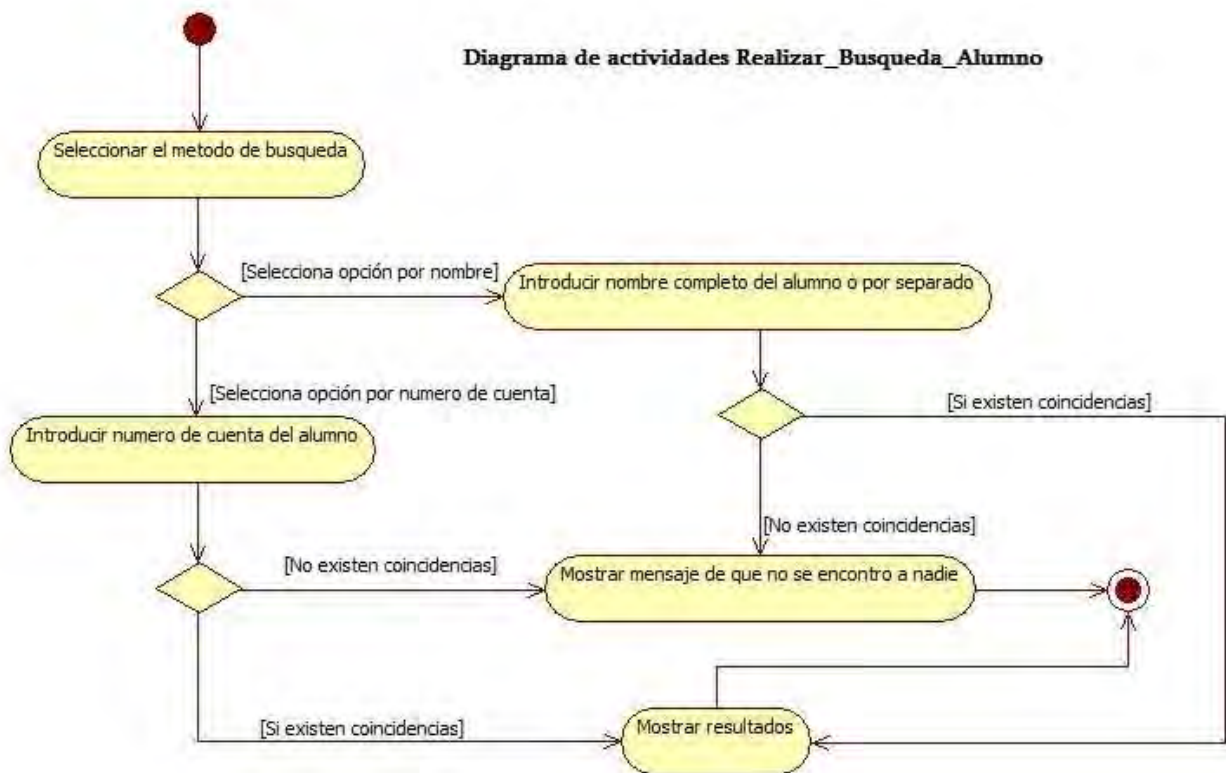 Diagrama de actividades Realizar_Busqueda_Alumno
Seleccionar el metodo de busqueda
[Selecciona opción por nombre]
Introducir nombre completo del alumno o por separado
[Selecciona opción por numero de cuenta]
[Si existen coincidencias]
Introducir numero de cuenta del alumno
[No existen coincidencias]
[No existen coincidencias]
Mostrar mensaje de que no se encontro a nadie
[Si existen coincidencias]
Mostrar resultados